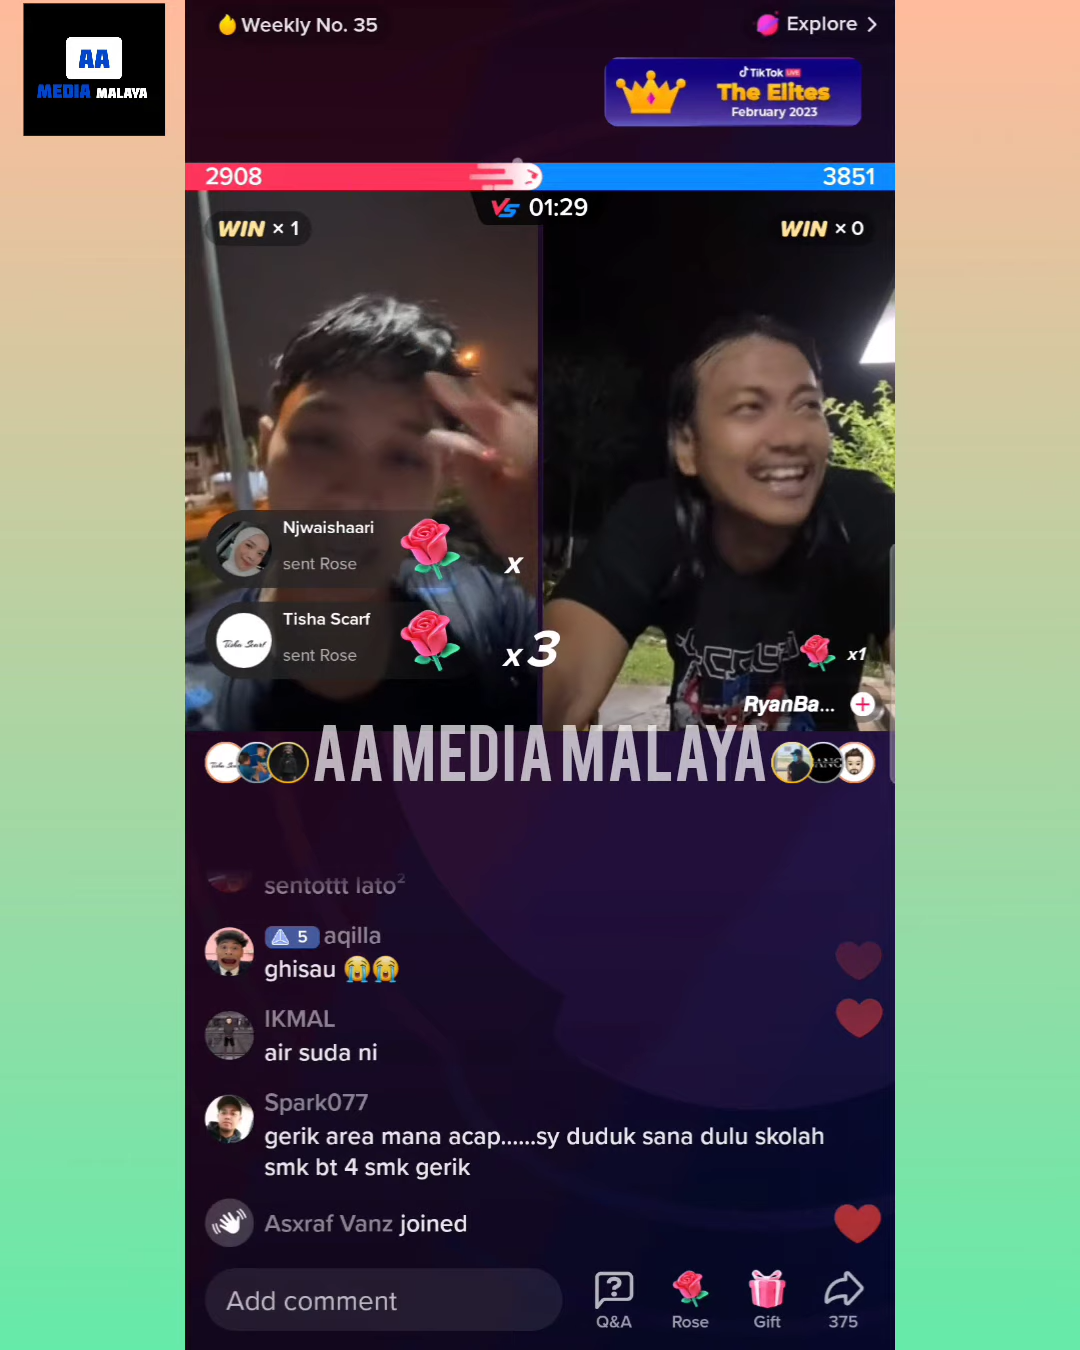 AA
MEDIA MALAYA
Weekly No. 35
Explore
TikTok LIVE
The Elites
February 2023
2908
3851
VS 01:29
WIN × 1
WIN × 0
Njwaishaari
sent Rose
x
Tisha Scarf
sent Rose
x3
x1
RyanBa...
AA MEDIA MALAYA
sentottt lato²
5 aqilla
ghisau 😭😭
IKMAL
air suda ni
Spark077
gerik area mana acap......sy duduk sana dulu skolah
smk bt 4 smk gerik
Asxraf Vanz joined
Add comment
Q&A
Rose
Gift
375